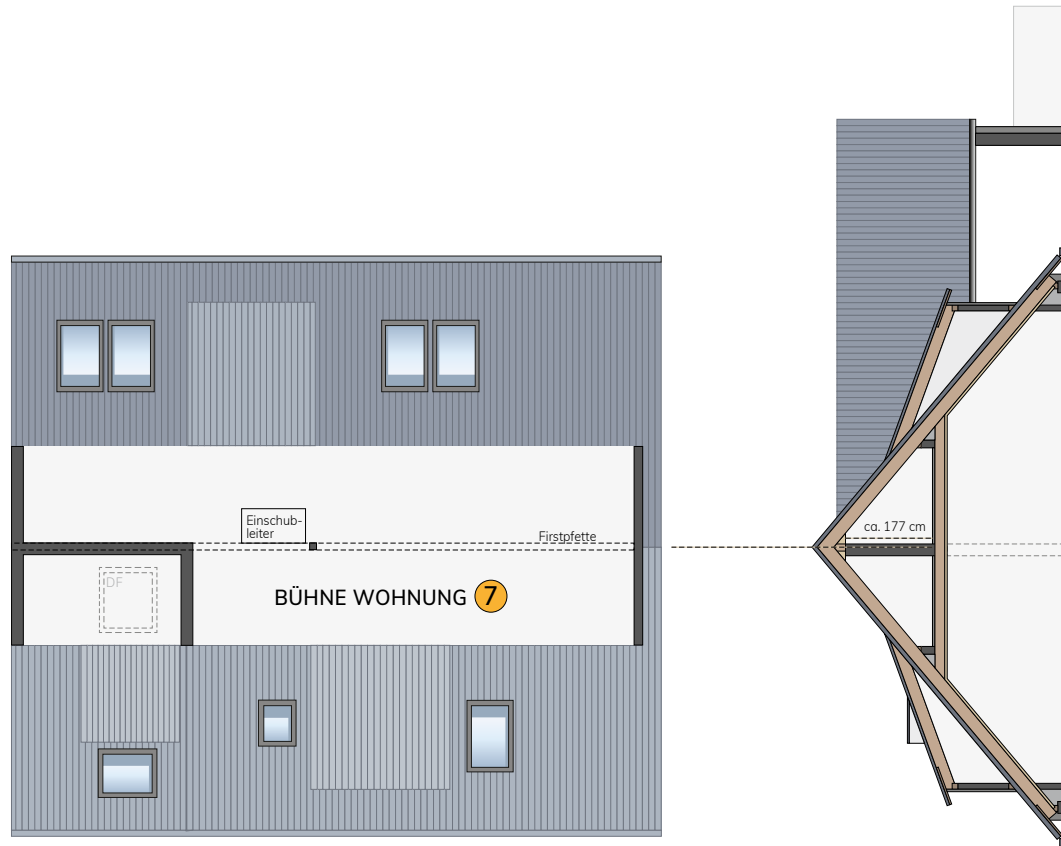 ca. 177 cm
Einschub-
leiter
Firstpfette
DF
BÜHNE WOHNUNG 7